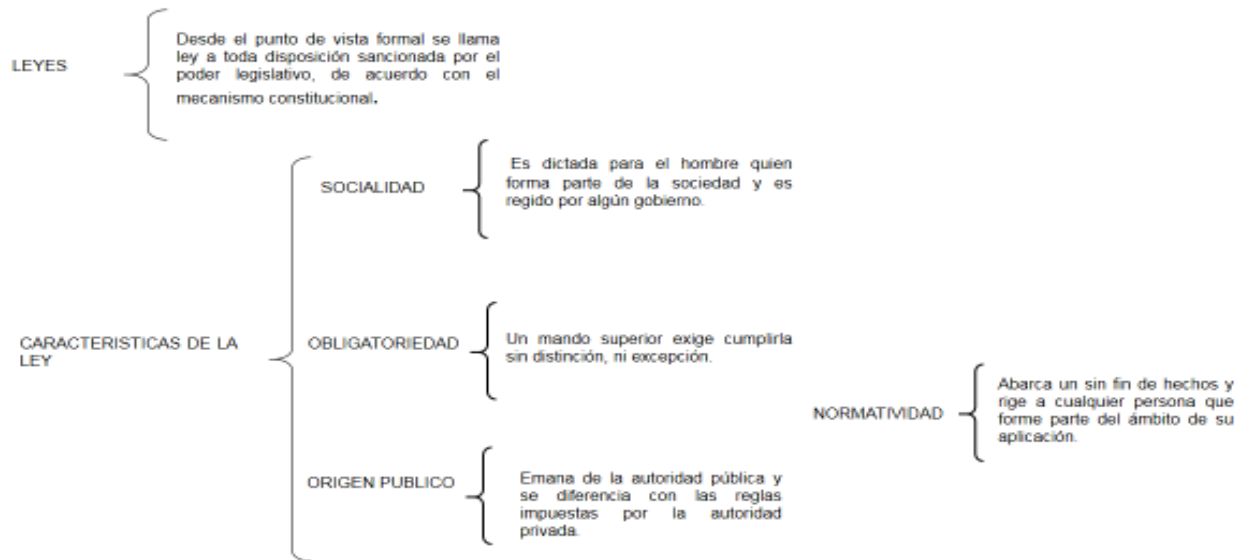 LEYES
Desde el punto de vista formal se llama
ley a toda disposición sancionada por el
poder legislativo, de acuerdo con el
mecanismo constitucional.
CARACTERISTICAS DE LA
LEY
SOCIALIDAD
Es dictada para el hombre quien
forma parte de la sociedad y es
regido por algún gobierno.
OBLIGATORIEDAD
Un mando superior exige cumplirla
sin distinción, ni excepción.
NORMATIVIDAD
Abarca un sin fin de hechos y
rige a cualquier persona que
forme parte del ámbito de su
aplicación.
ORIGEN PUBLICO
Emana de la autoridad pública y
se diferencia con las reglas
impuestas por la autoridad
privada.